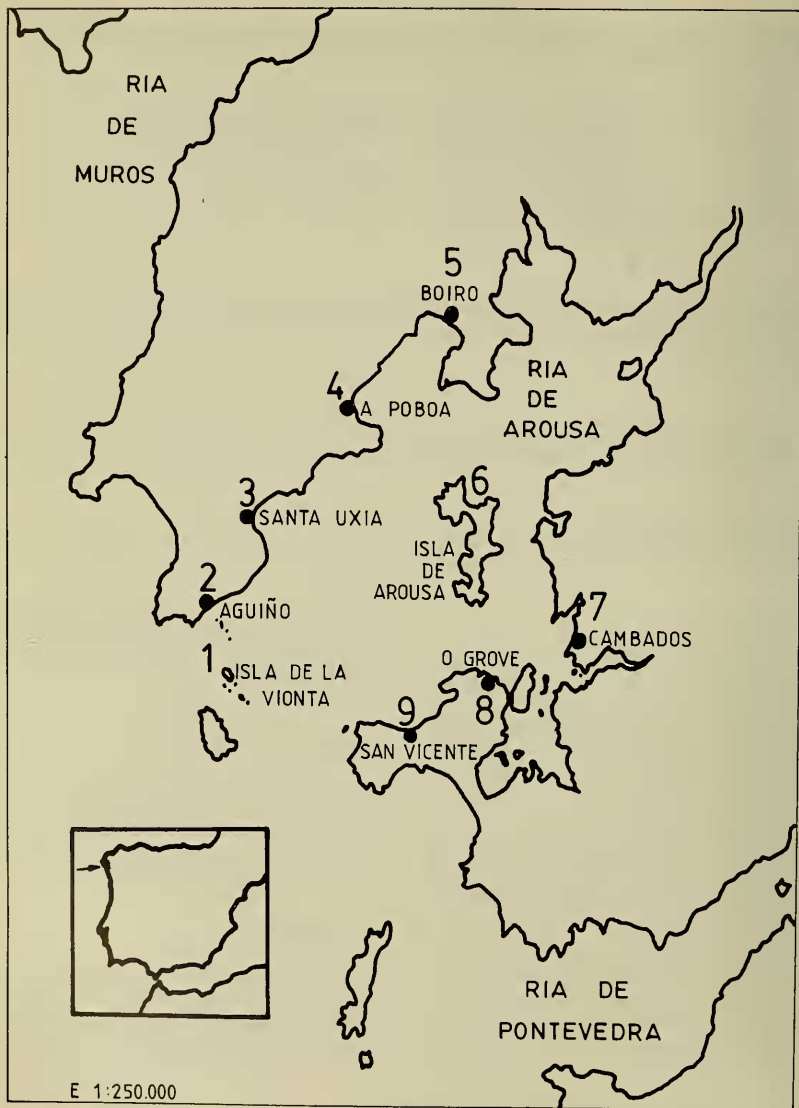 RIA
DE
MUROS
5
BOIRO
RIA
DE
AROUSA
4
A POBOA
3
SANTA UXIA
6
ISLA
DE
AROUSA
2
AGUIÑO
7
CAMBADOS
1
ISLA DE LA
VIONTA
O GROVE
8
9
SAN VICENTE
RIA DE
PONTEVEDRA
E 1:250.000